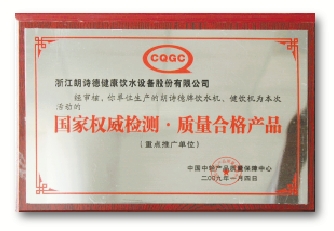 CQGC
浙江朗诗德健康饮水设备股份有限公司
经审核，你单位生产的朗诗德牌饮水机、健饮机为本次
活动的
国家权威检测·质量合格产品
（重点推广单位）
中国中轻产品质量保障中心
二〇〇九年一月四日